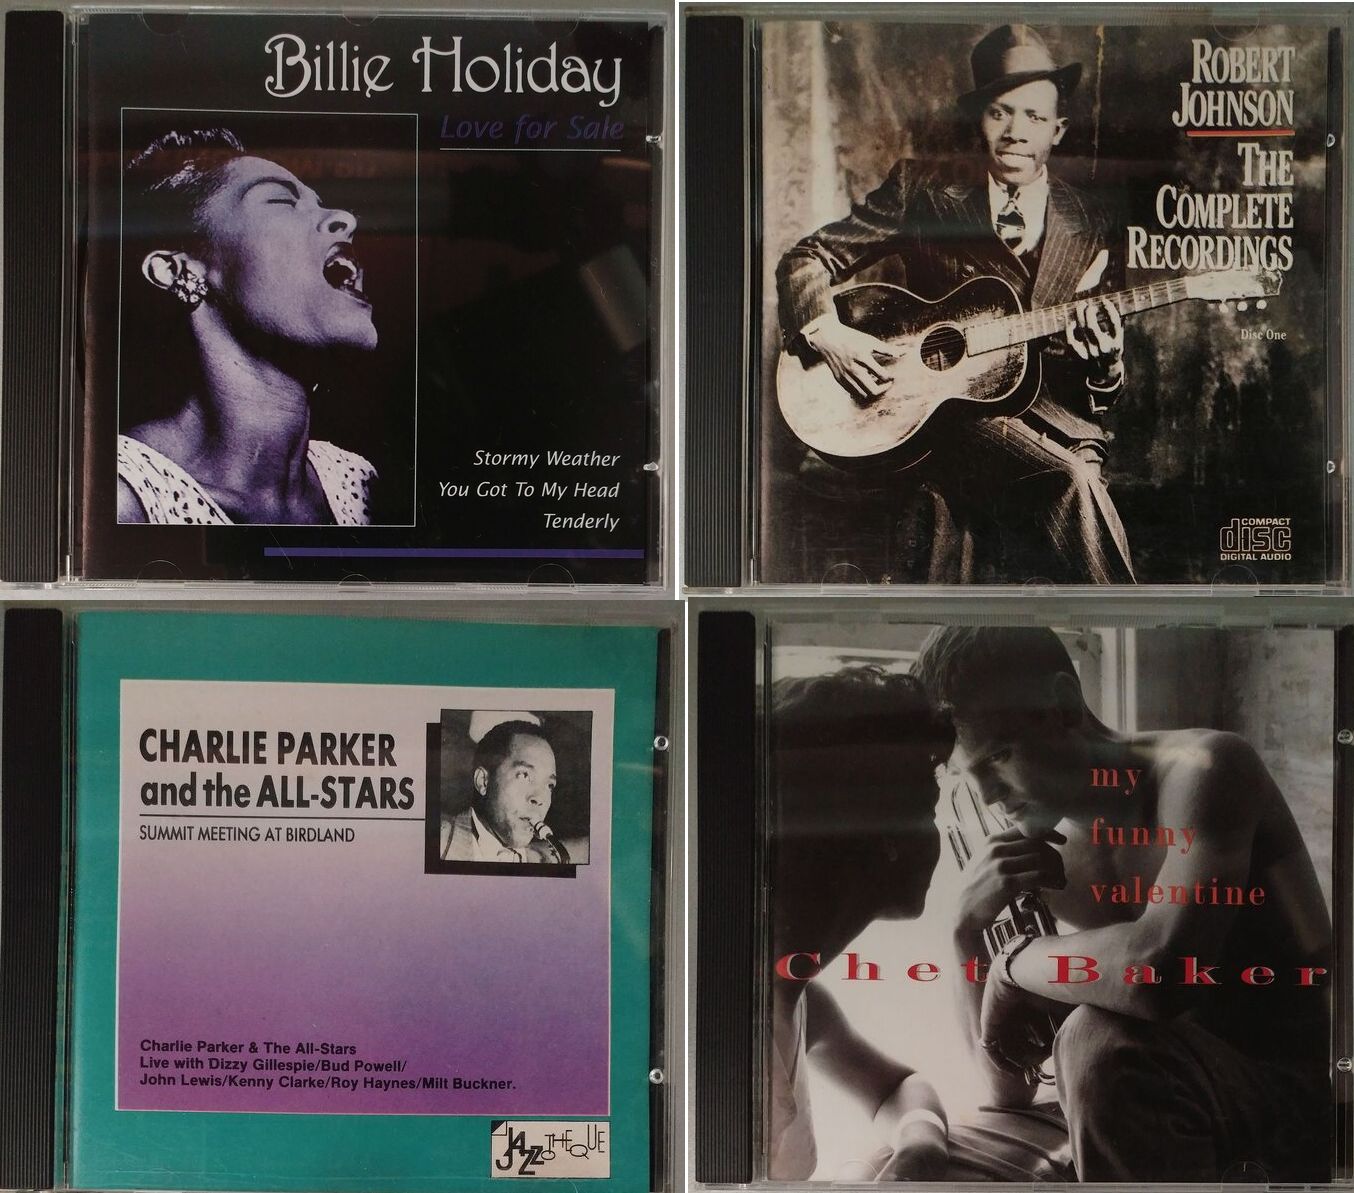 Billie Holiday
Love for Sale
Stormy Weather
You Got To My Head
Tenderly
ROBERT
JOHNSON
THE
COMPLETE
RECORDINGS
Disc One
COMPACT
disc
DIGITAL AUDIO
CHARLIE PARKER
and the ALL-STARS
SUMMIT MEETING AT BIRDLAND
Charlie Parker & The All-Stars
Live with Dizzy Gillespie/Bud Powell/
John Lewis/Kenny Clarke/Roy Haynes/Milt Buckner.
JAZZOTHEQUE
my
funny
valentine
Chet Baker